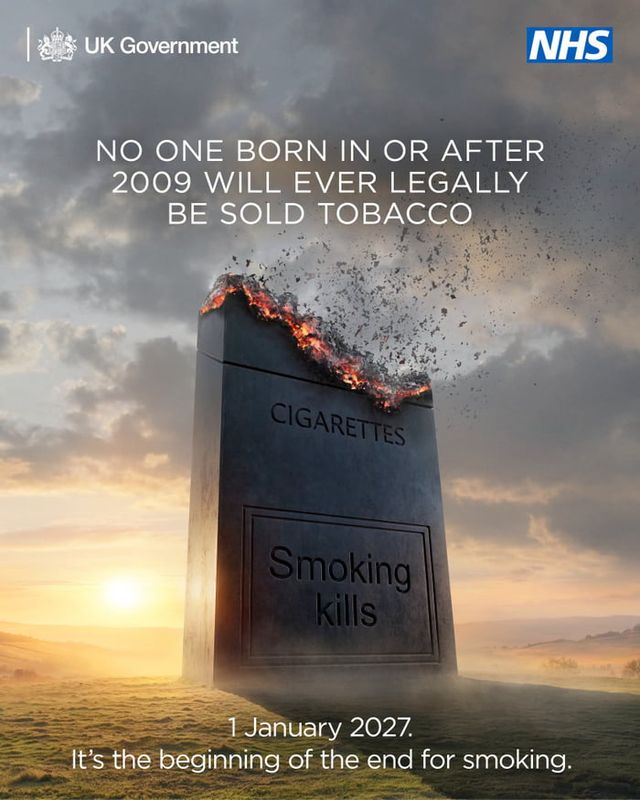 UK Government
NHS
NO ONE BORN IN OR AFTER
2009 WILL EVER LEGALLY
BE SOLD TOBACCO
CIGARETTES
Smoking
kills
1 January 2027.
It's the beginning of the end for smoking.